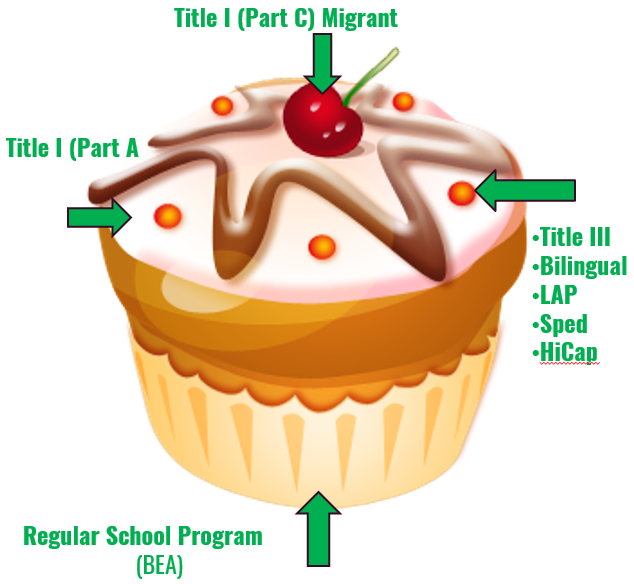 Title I (Part C) Migrant
Title I (Part A
•Title III
•Bilingual
•LAP
•Sped
•HiCap
Regular School Program
(BEA)